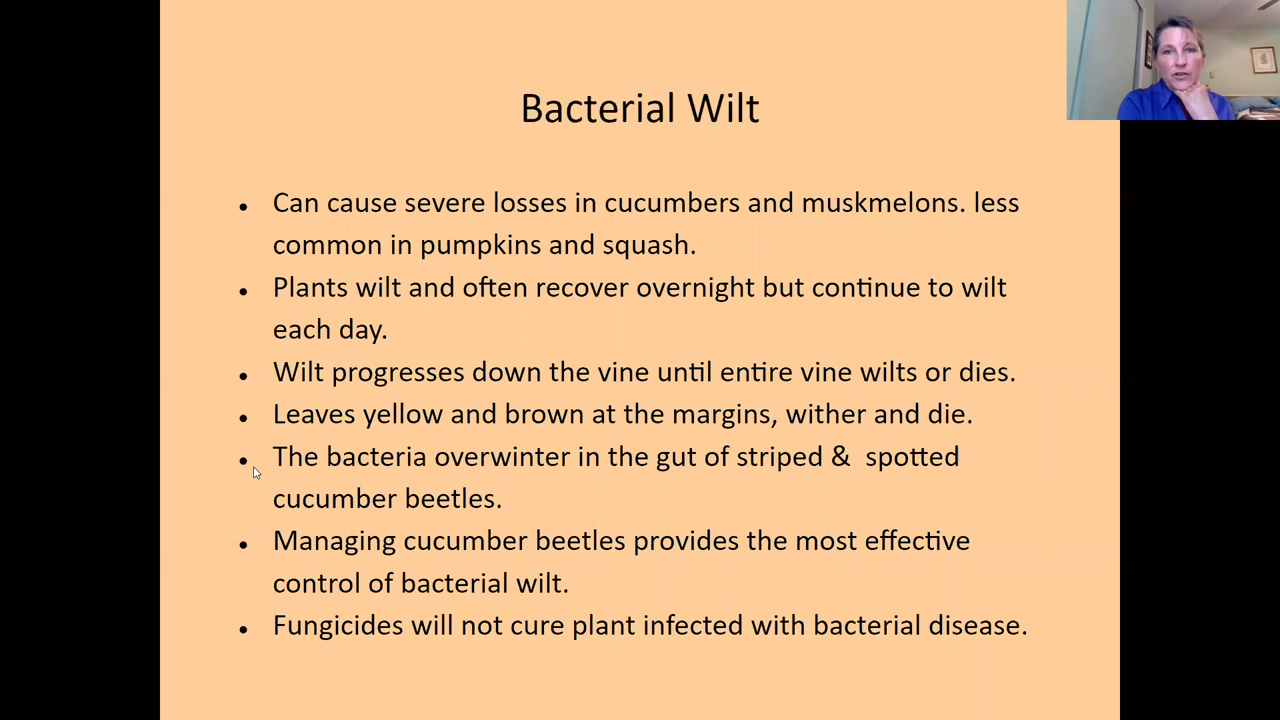 Bacterial Wilt
• Can cause severe losses in cucumbers and muskmelons. less
common in pumpkins and squash.
• Plants wilt and often recover overnight but continue to wilt
each day.
• Wilt progresses down the vine until entire vine wilts or dies.
• Leaves yellow and brown at the margins, wither and die.
• The bacteria overwinter in the gut of striped &  spotted
cucumber beetles.
• Managing cucumber beetles provides the most effective
control of bacterial wilt.
• Fungicides will not cure plant infected with bacterial disease.